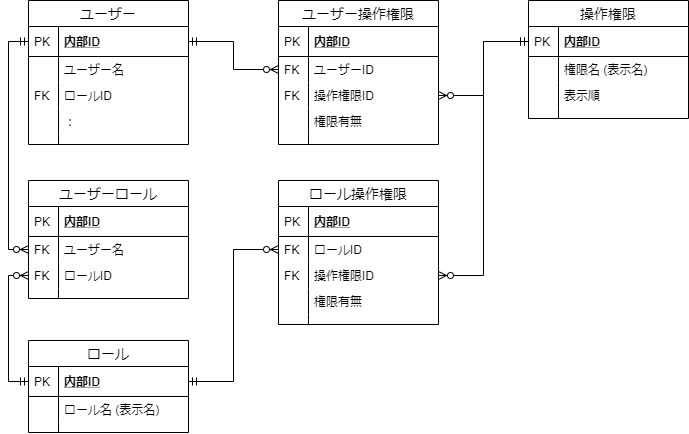 ユーザー
PK 内部ID
ユーザー名
FK ロールID
：
ユーザー操作権限
PK 内部ID
FK ユーザーID
FK 操作権限ID
権限有無
操作権限
PK 内部ID
権限名 (表示名)
表示順
ユーザーロール
PK 内部ID
FK ユーザー名
FK ロールID
ロール操作権限
PK 内部ID
FK ロールID
FK 操作権限ID
権限有無
ロール
PK 内部ID
ロール名 (表示名)